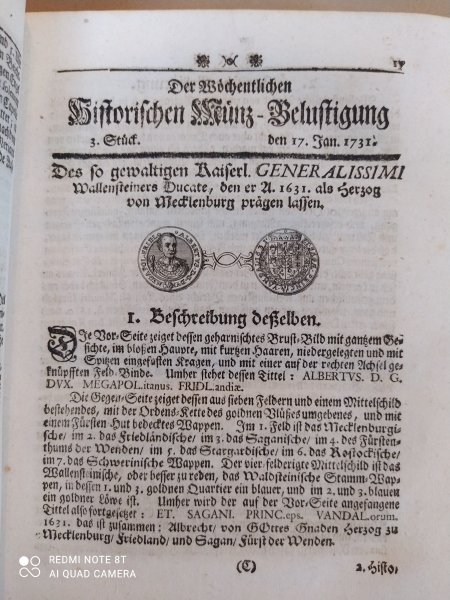 17
Der Wöchentlichen
Historischen Münz-Belustigung
3. Stück. den 17. Jan. 1731.
Des so gewaltigen Kaiserl. GENERALISSIMI
Wallensteiners Ducate, den er A. 1631. als Herzog
von Mecklenburg prägen lassen.
1. Beschreibung deßelben.
Die Vor-Seite zeiget dessen geharnischtes Brust-Bild mit gantzem Ge-
sichte, im bloßen Haupte, mit kurtzen Haaren, niedergelegten und mit
Spitzen eingefasten Kragen, und mit einer auf der rechten Achsel ge-
knüpfften Feld-Binde. Umher stehet dessen Tittel: ALBERTVS. D. G.
DVX. MEGAPOL.itanus. FRIDL.andiæ.
Die Gegen-Seite zeiget dessen aus sieben Feldern und einem Mittelschild
bestehendes, mit der Ordens-Kette des goldnen Vlüßes umgebenes, und mit
einem Fürsten Hut bedecktes Wappen. Im 1. Feld ist das Mecklenburgi-
sche/ im 2. das Friedländische/ im 3. das Saganische/ im 4. des Fürsten-
thums der Wenden/ im 5. das Stargardische/ im 6. das Rostockische/
im 7. das Schwerinische Wappen. Der vier felderigte Mittelschild ist das
Wallensteinische, oder besser zu reden, das Waldsteinische Stamm-Wap-
pen, in dessen 1. und 3. goldnen Quartier ein blauer, und im 2. und 3. blauen
ein goldner Löwe ist. Umher wird der auf der Vor-Seite angefangene
Tittel also fortgesetzet: ET. SAGANI. PRINC.eps. VANDAL.orum.
1631. das ist zusammen: Albrecht/ von GOttes Gnaden Herzog zu
Mecklenburg/ Friedland/ und Sagan/ Fürst der Wenden.
(C) 2. Histo-
REDMI NOTE 8T
AI QUAD CAMERA